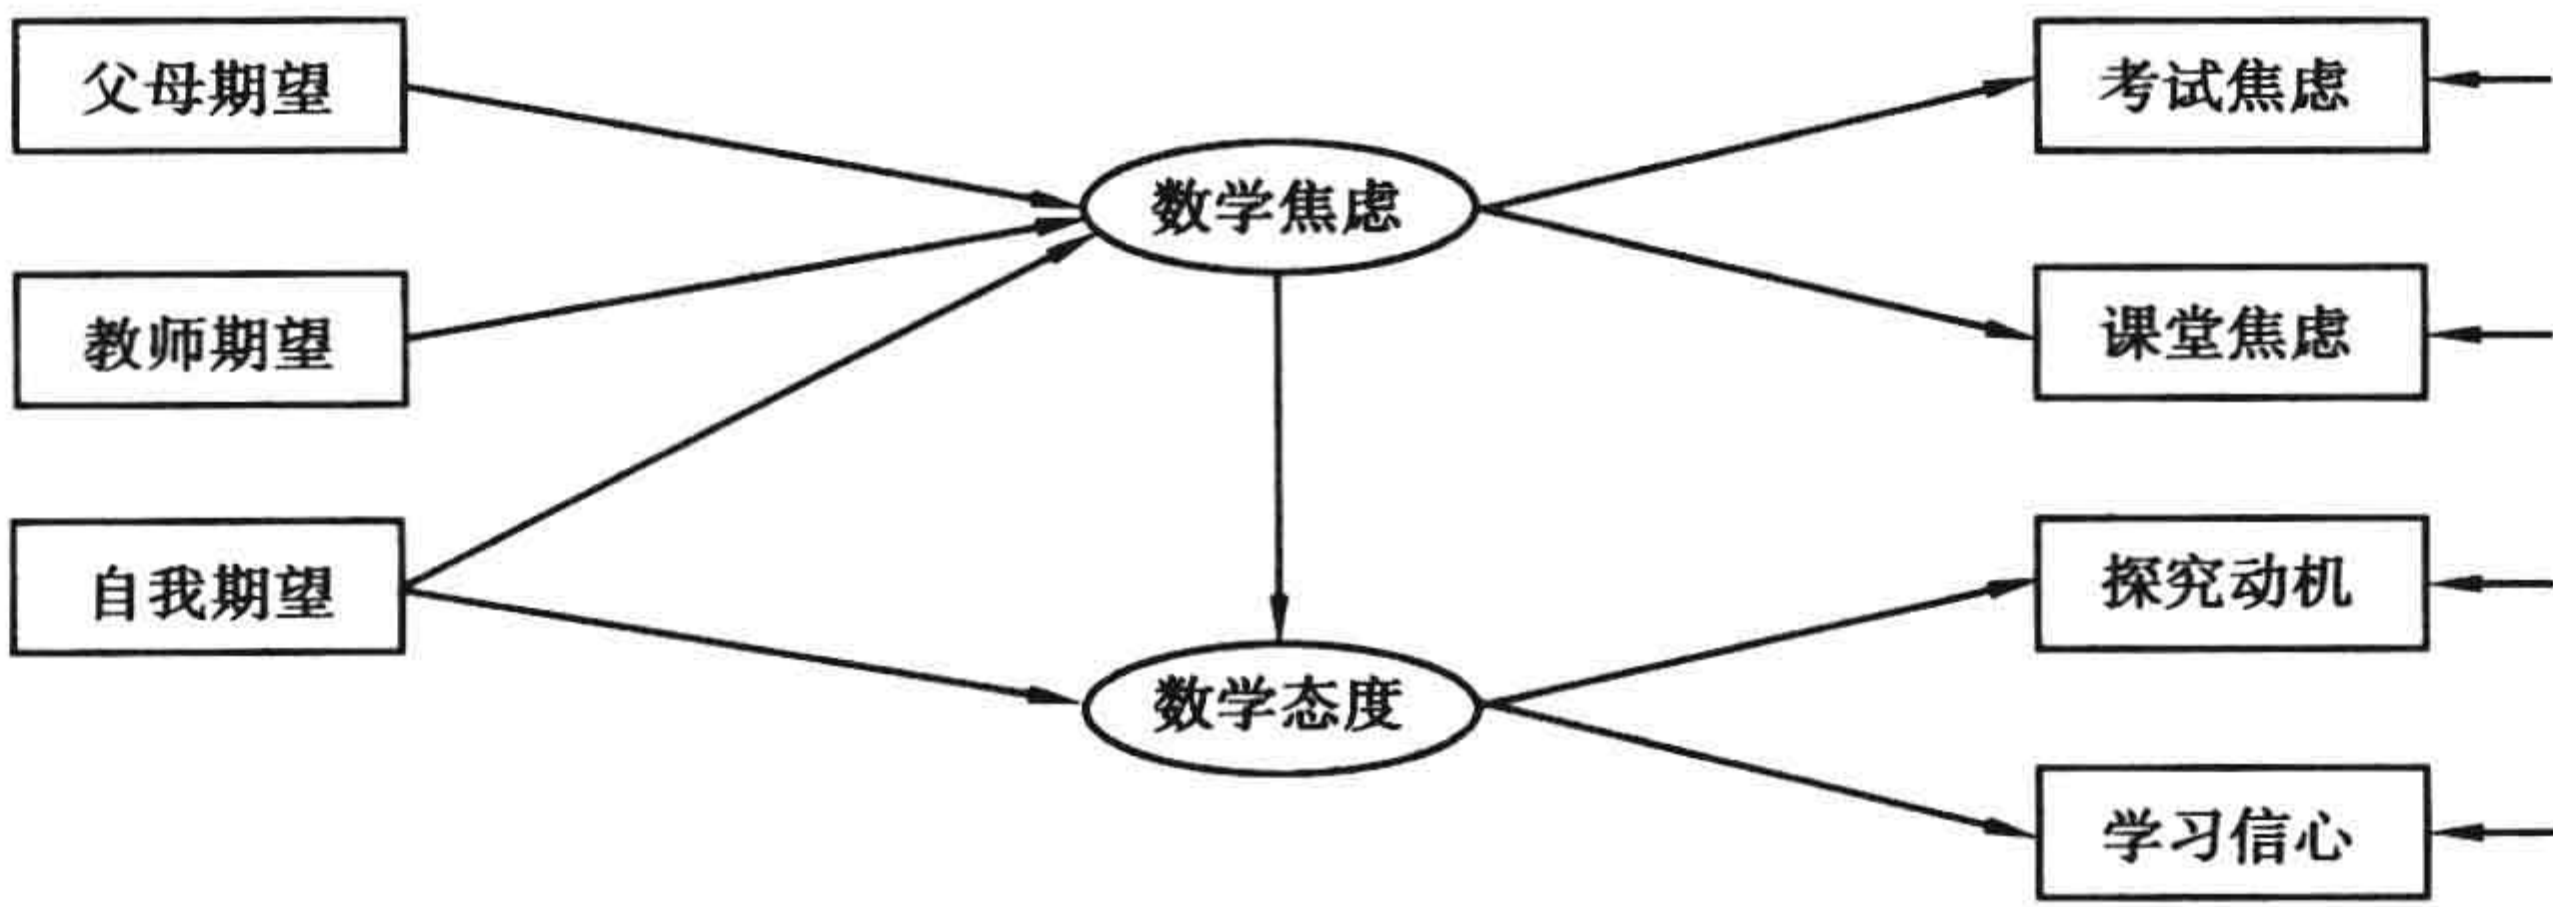 父母期望
教师期望
自我期望
数学焦虑
数学态度
考试焦虑
课堂焦虑
探究动机
学习信心